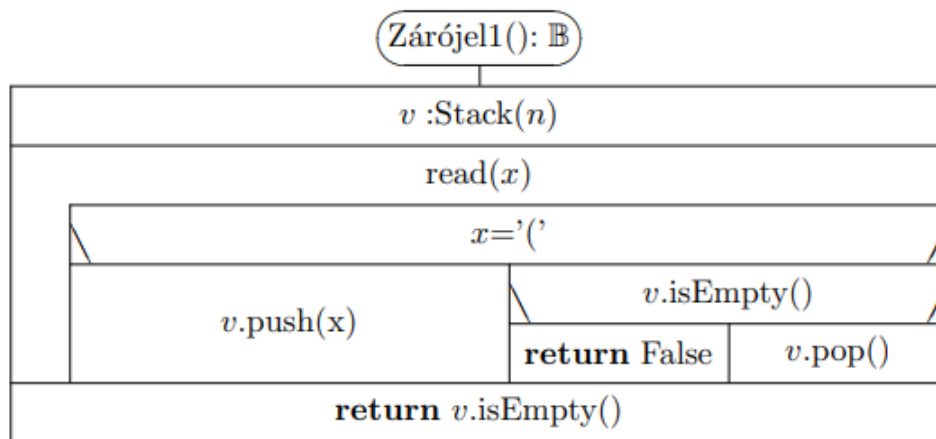 Zárójel1(): 𝔹
v :Stack(n)
read(x)
x='('
v.push(x)
v.isEmpty()
return False
v.pop()
return v.isEmpty()